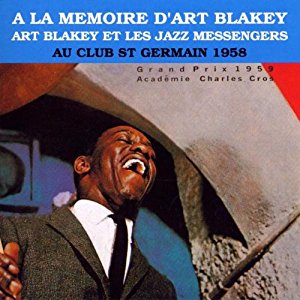 A LA MEMOIRE D'ART BLAKEY
ART BLAKEY ET LES JAZZ MESSENGERS
AU CLUB ST GERMAIN 1958
Grand Prix 1959
Académie Charles Cros